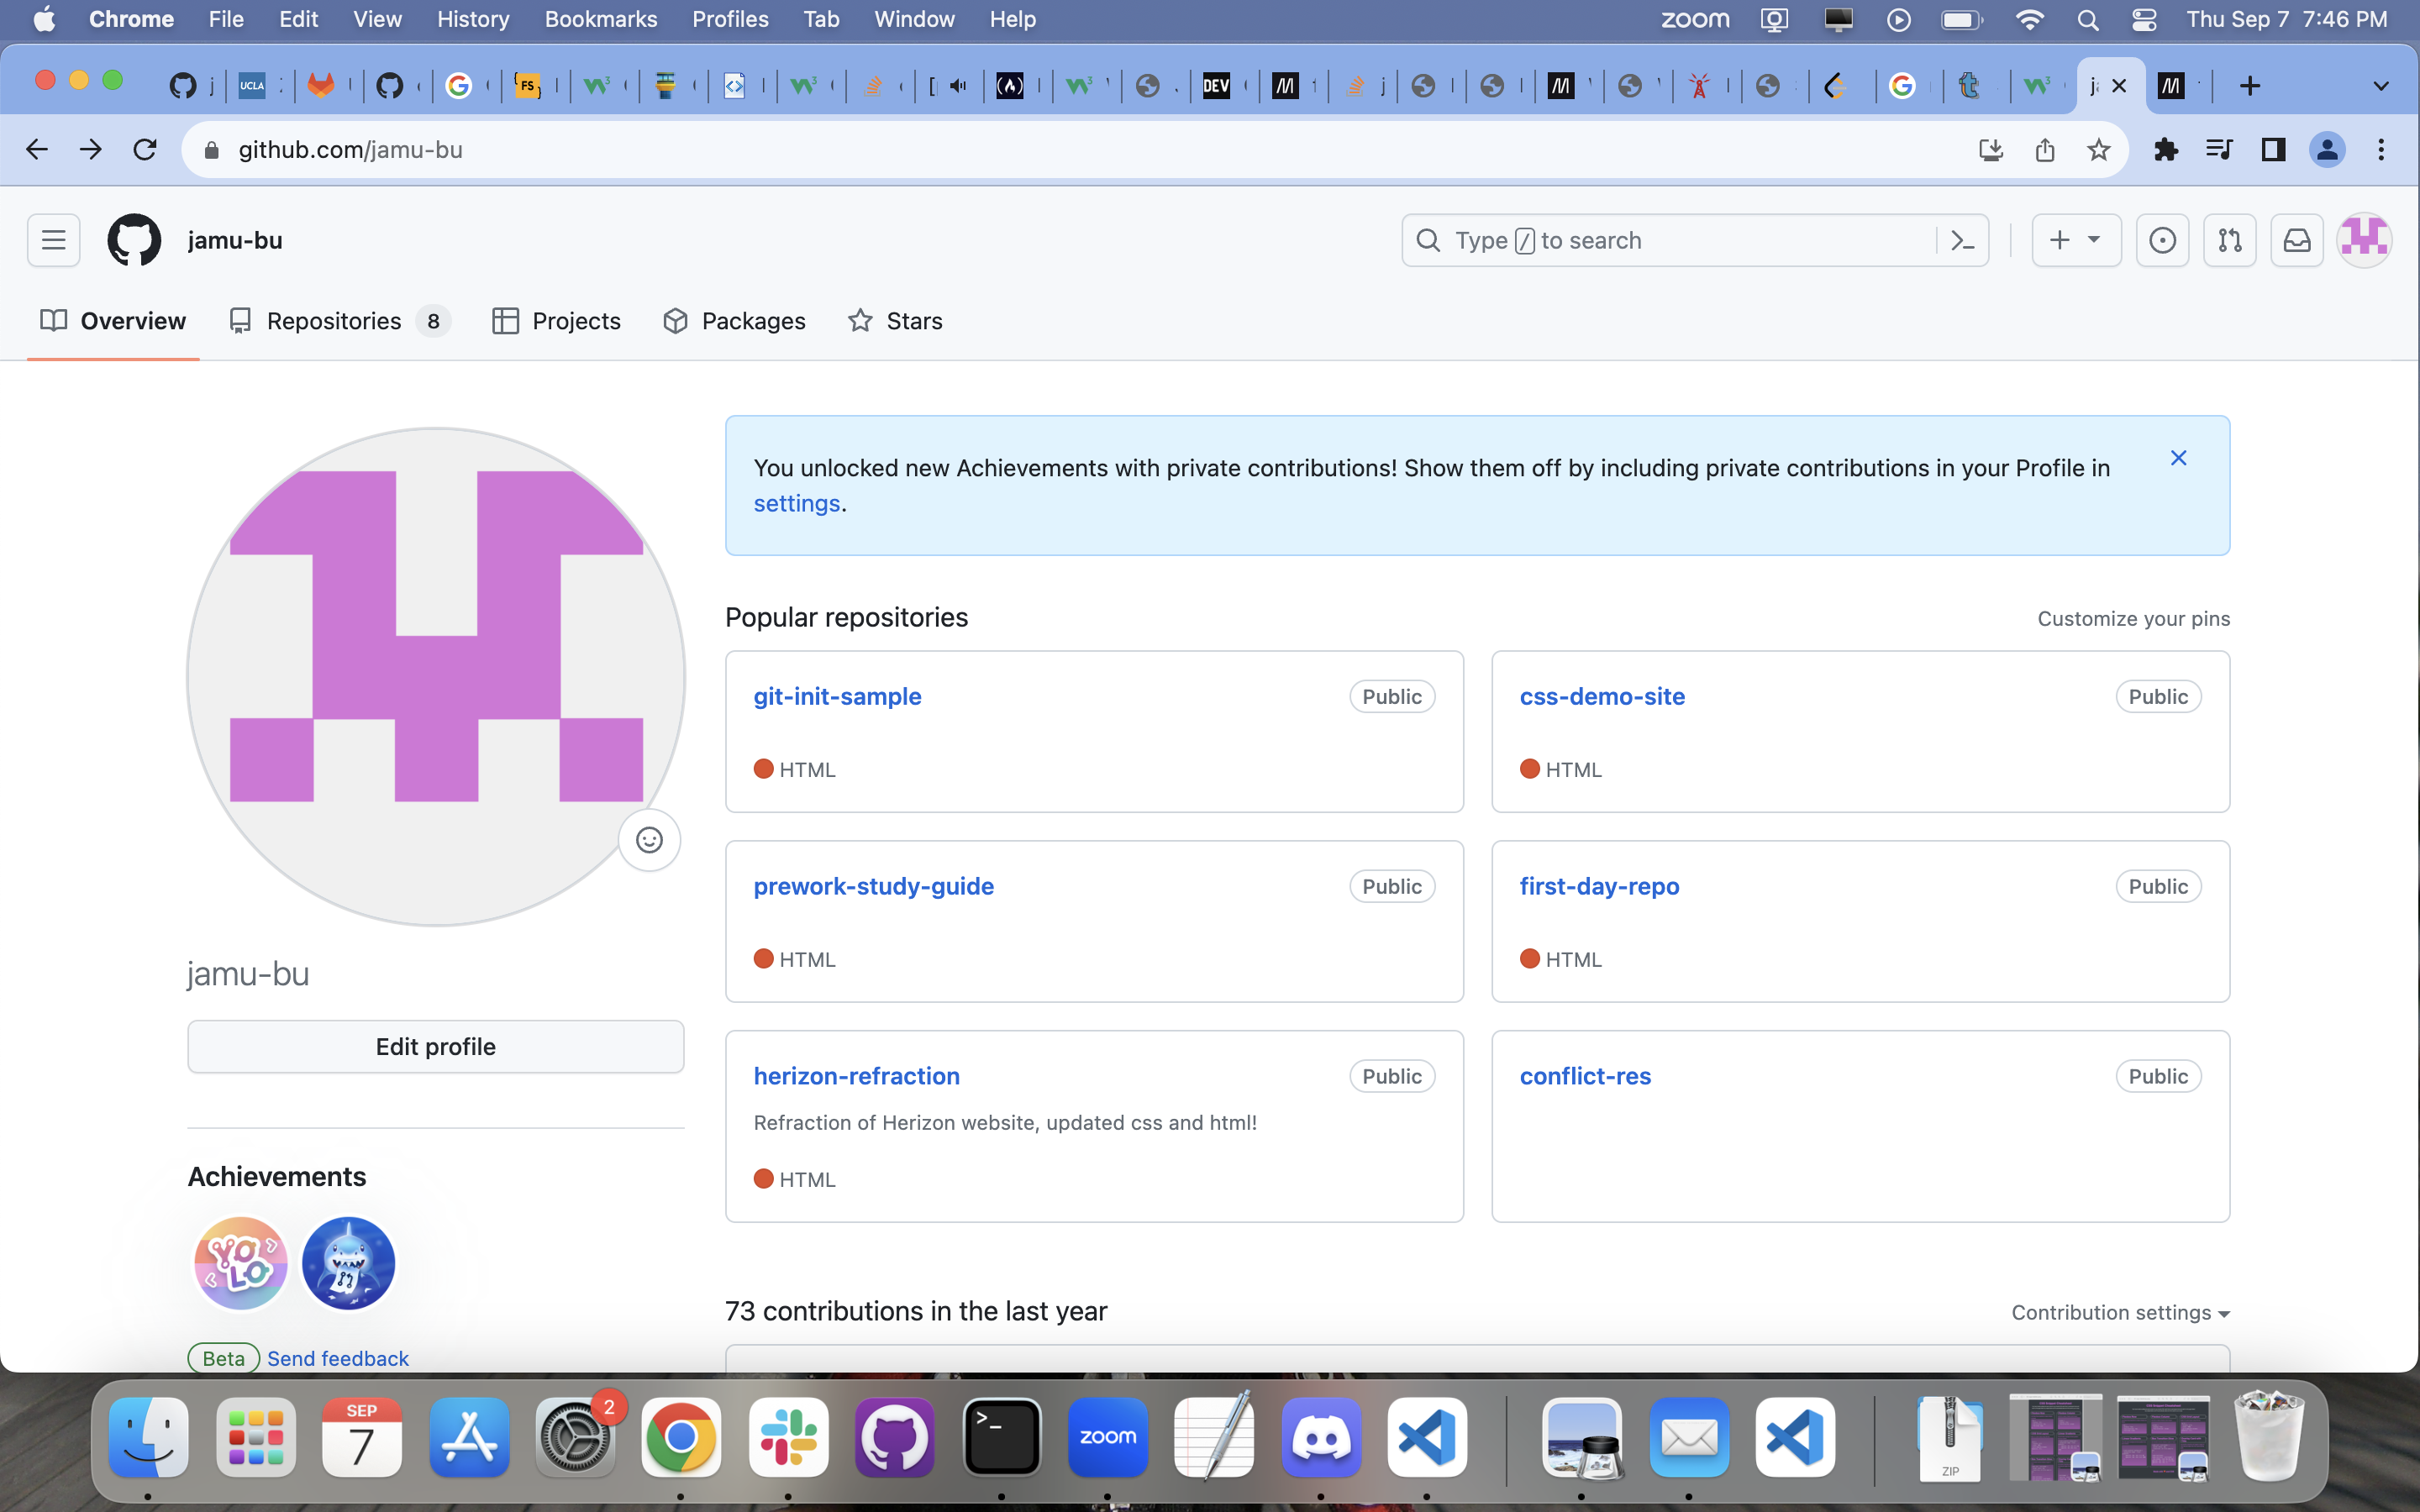 Chrome File Edit View History Bookmarks Profiles Tab Window Help zoom Thu Sep 7 7:46 PM
UCLA FS DEV
github.com/jamu-bu
jamu-bu Type / to search
Overview Repositories 8 Projects Packages Stars
You unlocked new Achievements with private contributions! Show them off by including private contributions in your Profile in
settings.
Popular repositories Customize your pins
git-init-sample Public css-demo-site Public
HTML HTML
prework-study-guide Public first-day-repo Public
HTML HTML
jamu-bu
Edit profile
herizon-refraction Public conflict-res Public
Refraction of Herizon website, updated css and html!
HTML
Achievements
YOLO
73 contributions in the last year Contribution settings
Beta Send feedback
SEP
7
2
zoom
ZIP